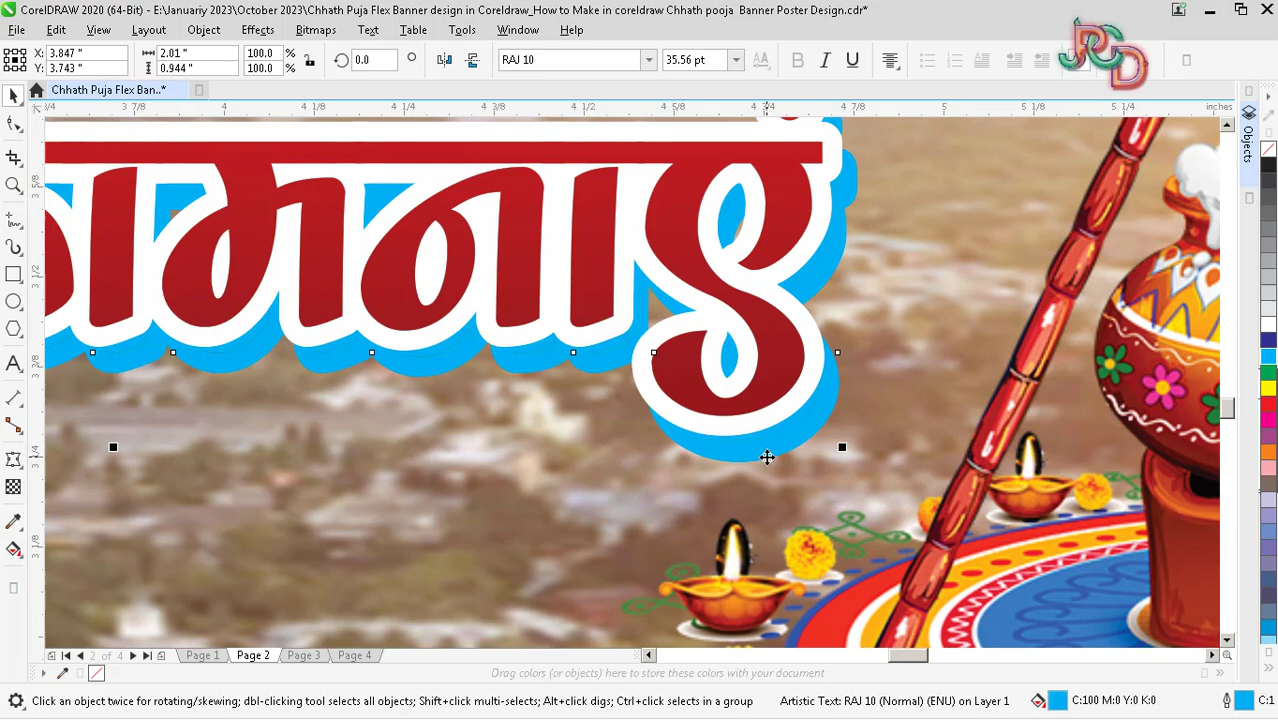 CorelDRAW 2020 (64-Bit) - E:\Januariy 2023\October 2023\Chhath Puja Flex Banner design in Coreldraw_How to Make in coreldraw Chhath pooja  Banner Poster Design.cdr*
File Edit View Layout Object Effects Bitmaps Text Table Tools Window Help
X: 3.847 " 2.01 " 100.0 % 0.0 ° RAJ 10 35.56 pt B I U
Y: 3.743 " 0.944 " 100.0 %
JRCD
Chhath Puja Flex Ban..*
3/4 3 7/8 4 4 1/8 4 1/4 4 3/8 4 1/2 4 5/8 4 3/4 4 7/8 5 5 1/8 5 1/4 inches
Objects
मनाएं
2 of 4 Page 1 Page 2 Page 3 Page 4
Drag colors (or objects) here to store these colors with your document
Click an object twice for rotating/skewing; dbl-clicking tool selects all objects; Shift+click multi-selects; Alt+click digs; Ctrl+click selects in a group Artistic Text: RAJ 10 (Normal) (ENU) on Layer 1 C:100 M:0 Y:0 K:0 C:1